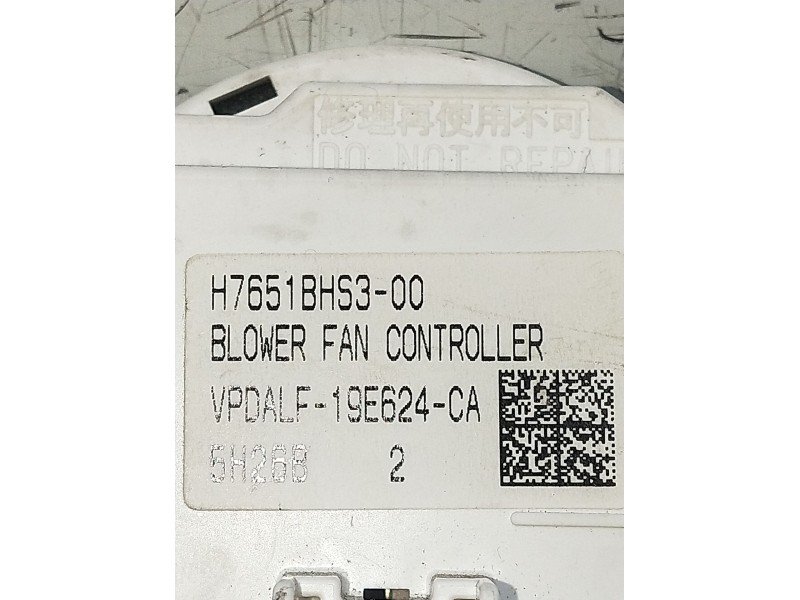 修理再使用不可
DO NOT REPAIR
H7651BHS3-00
BLOWER FAN CONTROLLER
VPDALF-19E624-CA
5H26B 2